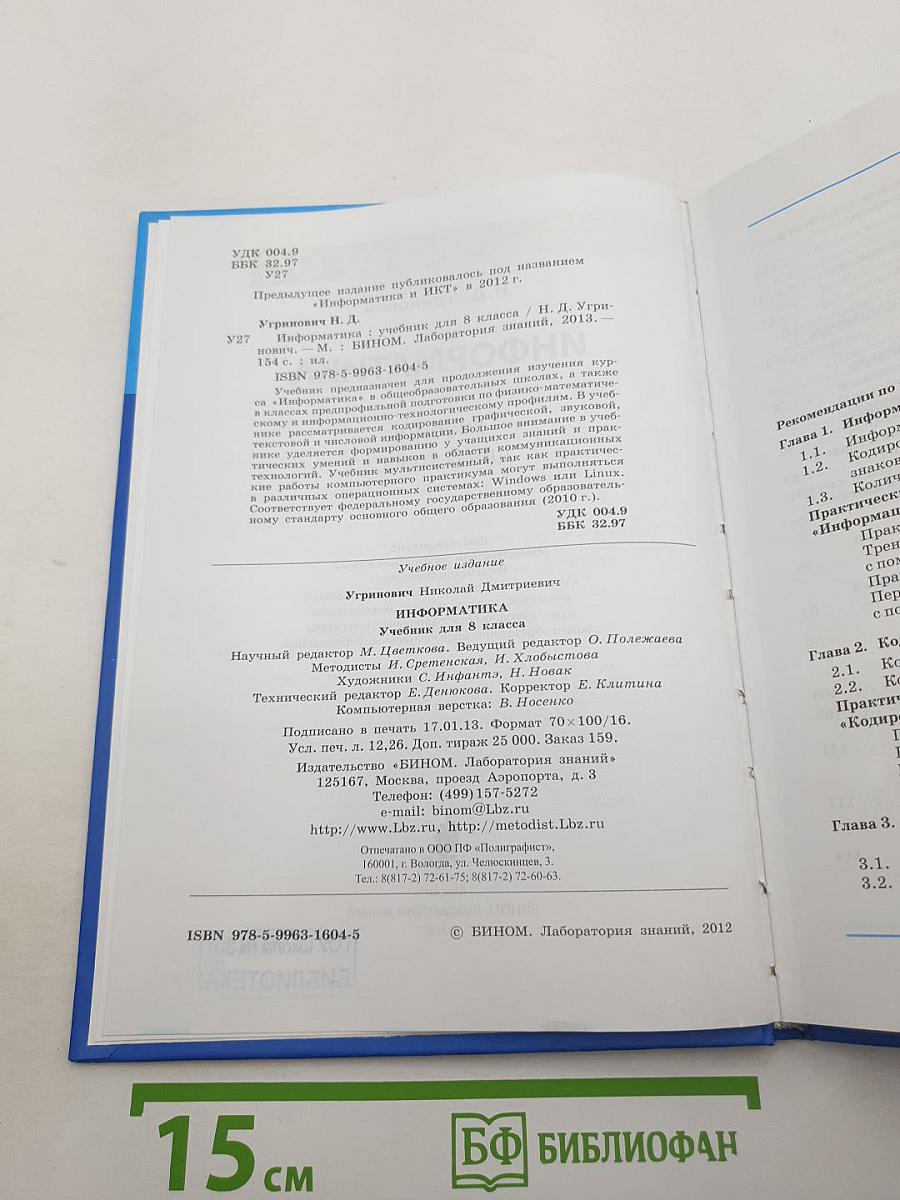 УДК 004.9
ББК 32.97
У27
Предыдущее издание публиковалось под названием
«Информатика и ИКТ» в 2012 г.
Угринович Н. Д.
У27 Информатика : учебник для 8 класса / Н. Д. Угри-
нович. — М. : БИНОМ. Лаборатория знаний, 2013. —
154 с. : ил.
ISBN 978-5-9963-1604-5
Учебник предназначен для продолжения изучения кур-
са «Информатика» в общеобразовательных школах, а также
в классах предпрофильной подготовки по физико-математиче-
скому и информационно-технологическому профилям. В учеб-
нике рассматривается кодирование графической, звуковой,
текстовой и числовой информации. Большое внимание в учеб-
нике уделяется формированию у учащихся знаний и прак-
тических умений и навыков в области коммуникационных
технологий. Учебник мультисистемный, так как практичес-
кие работы компьютерного практикума могут выполняться
в различных операционных системах: Windows или Linux.
Соответствует федеральному государственному образователь-
ному стандарту основного общего образования (2010 г.).
УДК 004.9
ББК 32.97
Учебное издание
Угринович Николай Дмитриевич
ИНФОРМАТИКА
Учебник для 8 класса
Научный редактор М. Цветкова. Ведущий редактор О. Полежаева
Методисты И. Сретенская, И. Хлобыстова
Художники С. Инфантэ, Н. Новак
Технический редактор Е. Денюкова. Корректор Е. Клитина
Компьютерная верстка: В. Носенко
Подписано в печать 17.01.13. Формат 70×100/16.
Усл. печ. л. 12,26. Доп. тираж 25 000. Заказ 159.
Издательство «БИНОМ. Лаборатория знаний»
125167, Москва, проезд Аэропорта, д. 3
Телефон: (499)157-5272
e-mail: binom@Lbz.ru
http://www.Lbz.ru, http://metodist.Lbz.ru
Отпечатано в ООО ПФ «Полиграфист»,
160001, г. Вологда, ул. Челюскинцев, 3.
Тел.: 8(817-2) 72-61-75; 8(817-2) 72-60-63.
ISBN 978-5-9963-1604-5 © БИНОМ. Лаборатория знаний, 2012
Рекомендации по
Глава 1. Информ
1.1. Информ
1.2. Кодиро
знаков
1.3. Колич
Практическ
«Информац
Прак
Трен
с пом
Пра
Пер
с по
Глава 2. Ко
2.1. Ко
2.2. Ко
Практич
«Кодиро
Глава 3.
3.1.
3.2.
15 см
БФ БИБЛИОФАН